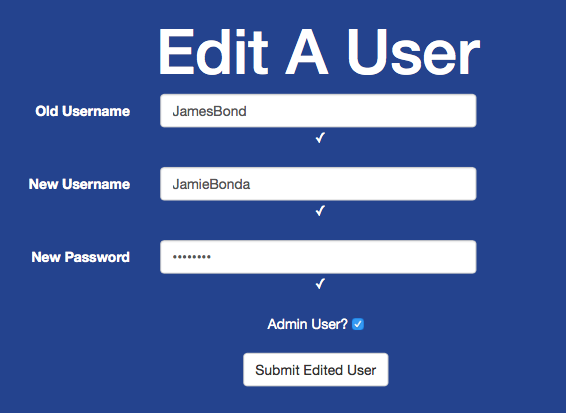 Edit A User
Old Username JamesBond
✓
New Username JamieBonda
✓
New Password ••••••••
✓
Admin User?
Submit Edited User